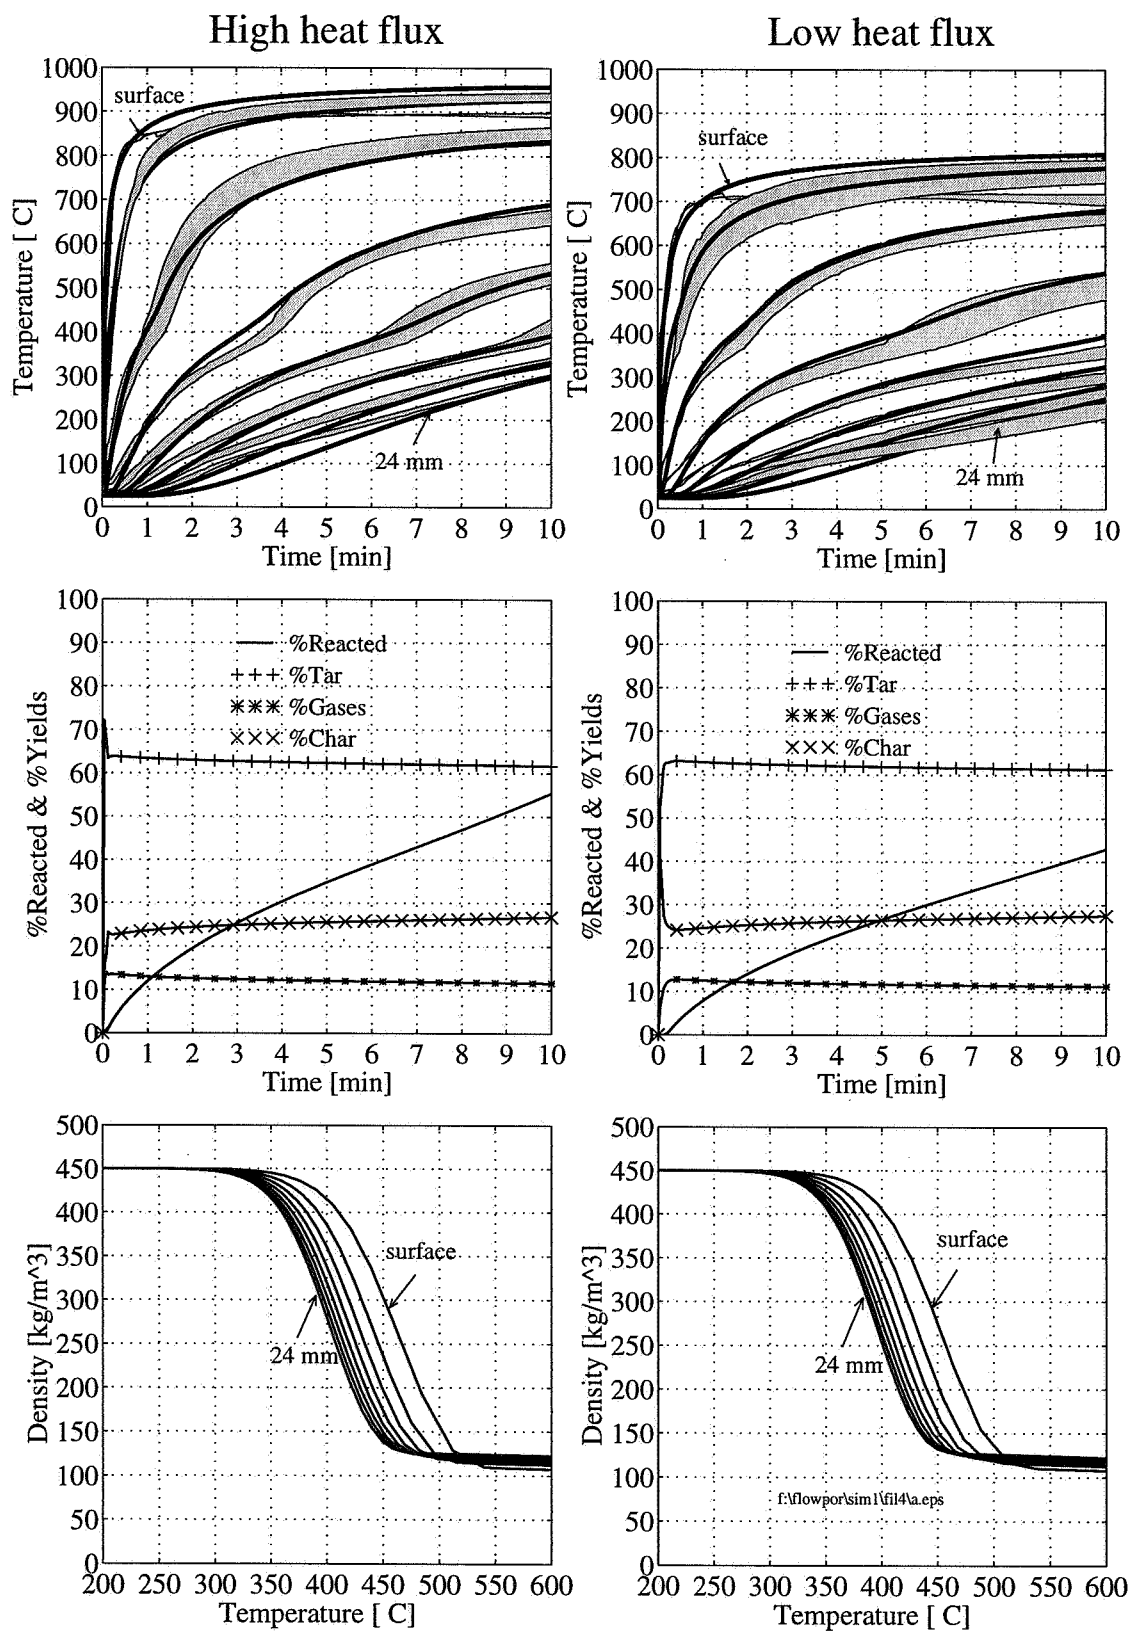 High heat flux
Low heat flux
1000
900
800
700
600
500
400
300
200
100
0
Temperature [ C]
surface
24 mm
0 1 2 3 4 5 6 7 8 9 10
Time [min]
1000
900
800
700
600
500
400
300
200
100
0
Temperature [ C]
surface
24 mm
0 1 2 3 4 5 6 7 8 9 10
Time [min]
100
90
80
70
60
50
40
30
20
10
0
%Reacted & %Yields
%Reacted
%Tar
%Gases
%Char
0 1 2 3 4 5 6 7 8 9 10
Time [min]
100
90
80
70
60
50
40
30
20
10
0
%Reacted & %Yields
%Reacted
%Tar
%Gases
%Char
0 1 2 3 4 5 6 7 8 9 10
Time [min]
500
450
400
350
300
250
200
150
100
50
0
Density [kg/m^3]
surface
24 mm
200 250 300 350 400 450 500 550 600
Temperature [ C]
500
450
400
350
300
250
200
150
100
50
0
Density [kg/m^3]
surface
24 mm
f:\flowpor\sim1\fil4\a.eps
200 250 300 350 400 450 500 550 600
Temperature [ C]